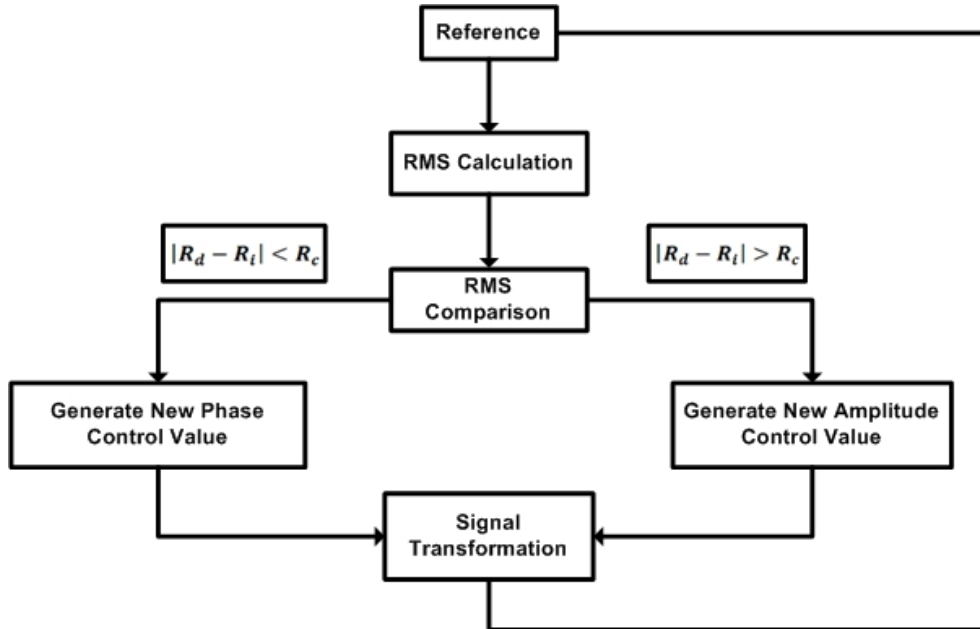 Reference
RMS Calculation
|R_d − R_i| < R_c
|R_d − R_i| > R_c
RMS
Comparison
Generate New Phase
Control Value
Generate New Amplitude
Control Value
Signal
Transformation